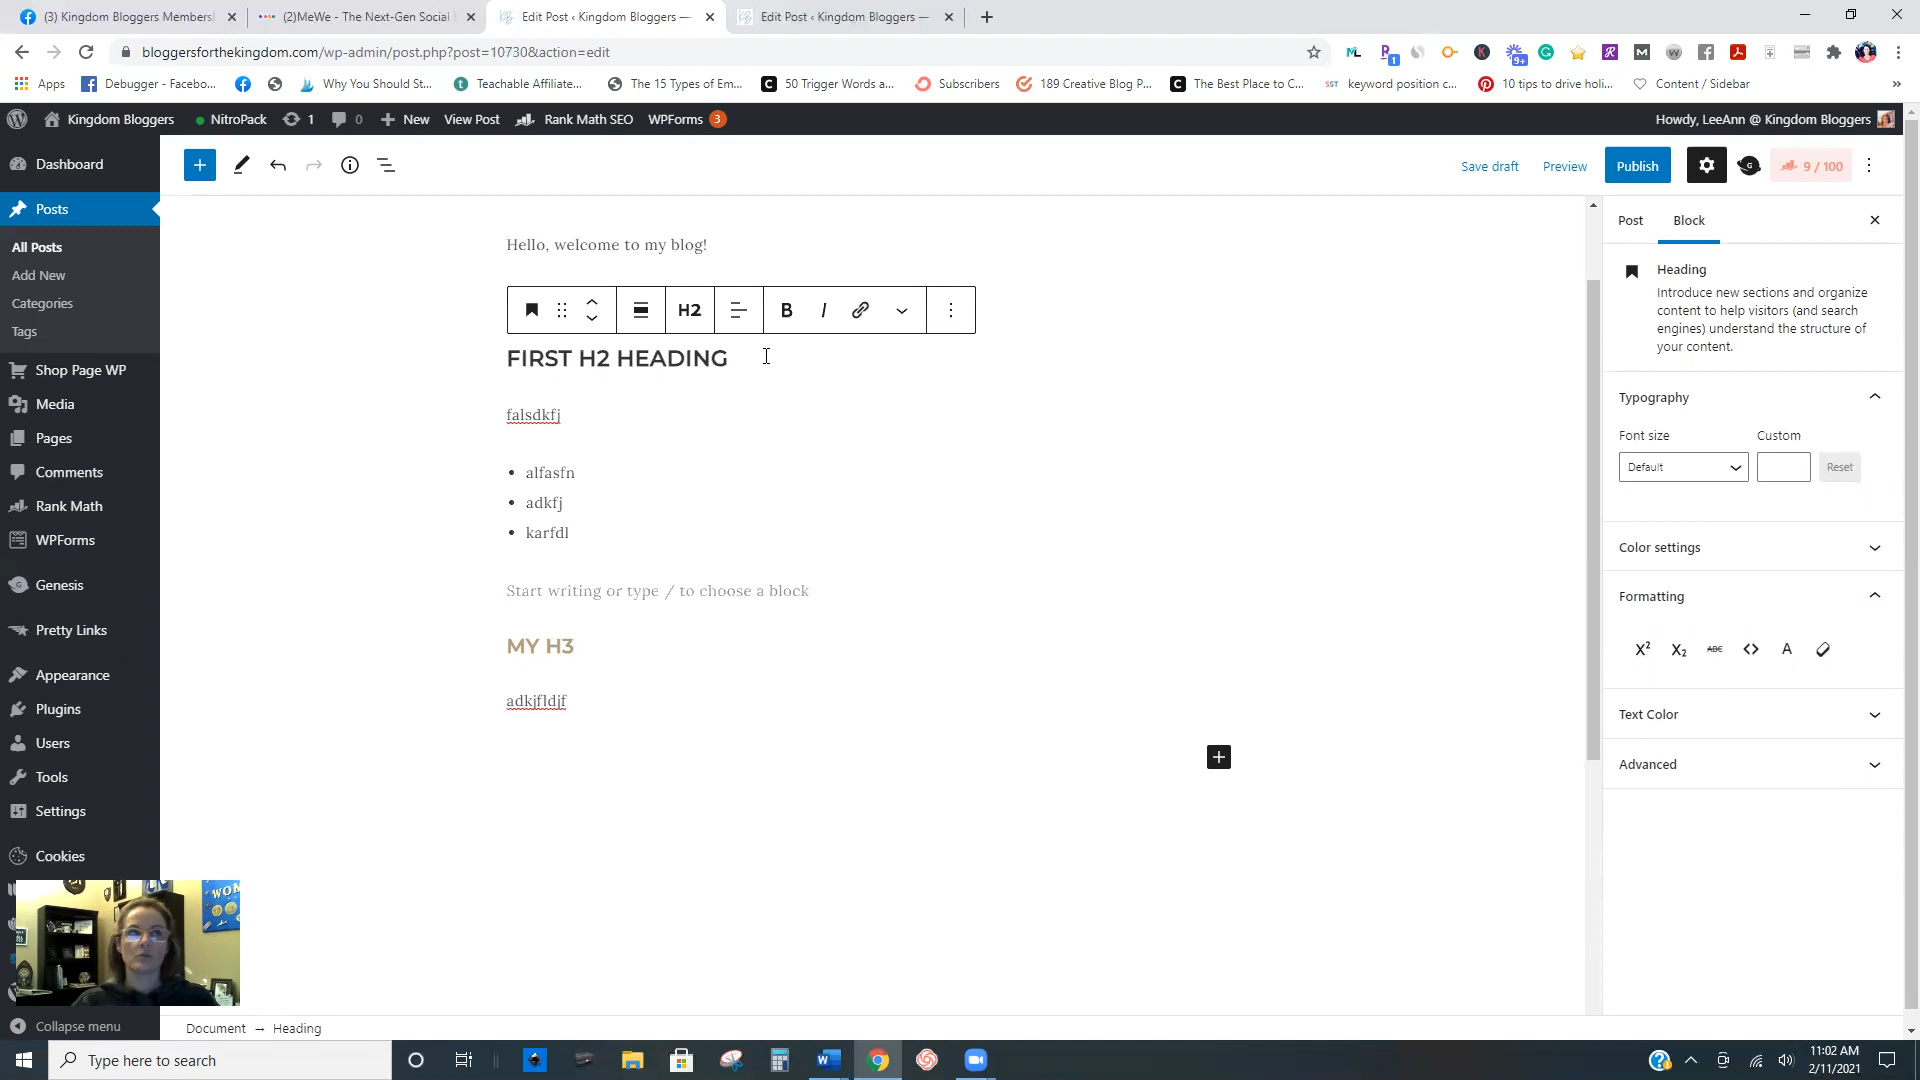 (3) Kingdom Bloggers Members
(2)MeWe - The Next-Gen Social
Edit Post ‹ Kingdom Bloggers —
Edit Post ‹ Kingdom Bloggers —
bloggersforthekingdom.com/wp-admin/post.php?post=10730&action=edit
Apps
Debugger - Facebo...
Why You Should St...
Teachable Affiliate...
The 15 Types of Em...
50 Trigger Words a...
Subscribers
189 Creative Blog P...
The Best Place to C...
keyword position c...
10 tips to drive holi...
Content / Sidebar
Kingdom Bloggers
NitroPack
1
0
New
View Post
Rank Math SEO
WPForms 3
Howdy, LeeAnn @ Kingdom Bloggers
Dashboard
Posts
All Posts
Add New
Categories
Tags
Shop Page WP
Media
Pages
Comments
Rank Math
WPForms
Genesis
Pretty Links
Appearance
Plugins
Users
Tools
Settings
Cookies
Collapse menu
Save draft
Preview
Publish
9 / 100
Hello, welcome to my blog!
H2
B
I
FIRST H2 HEADING
falsdkfj
• alfasfn
• adkfj
• karfdl
Start writing or type / to choose a block
MY H3
adkjfldjf
Post
Block
Heading
Introduce new sections and organize
content to help visitors (and search
engines) understand the structure of
your content.
Typography
Font size
Custom
Default
Reset
Color settings
Formatting
X²
X₂
ABC
A
Text Color
Advanced
Document → Heading
Type here to search
11:02 AM
2/11/2021